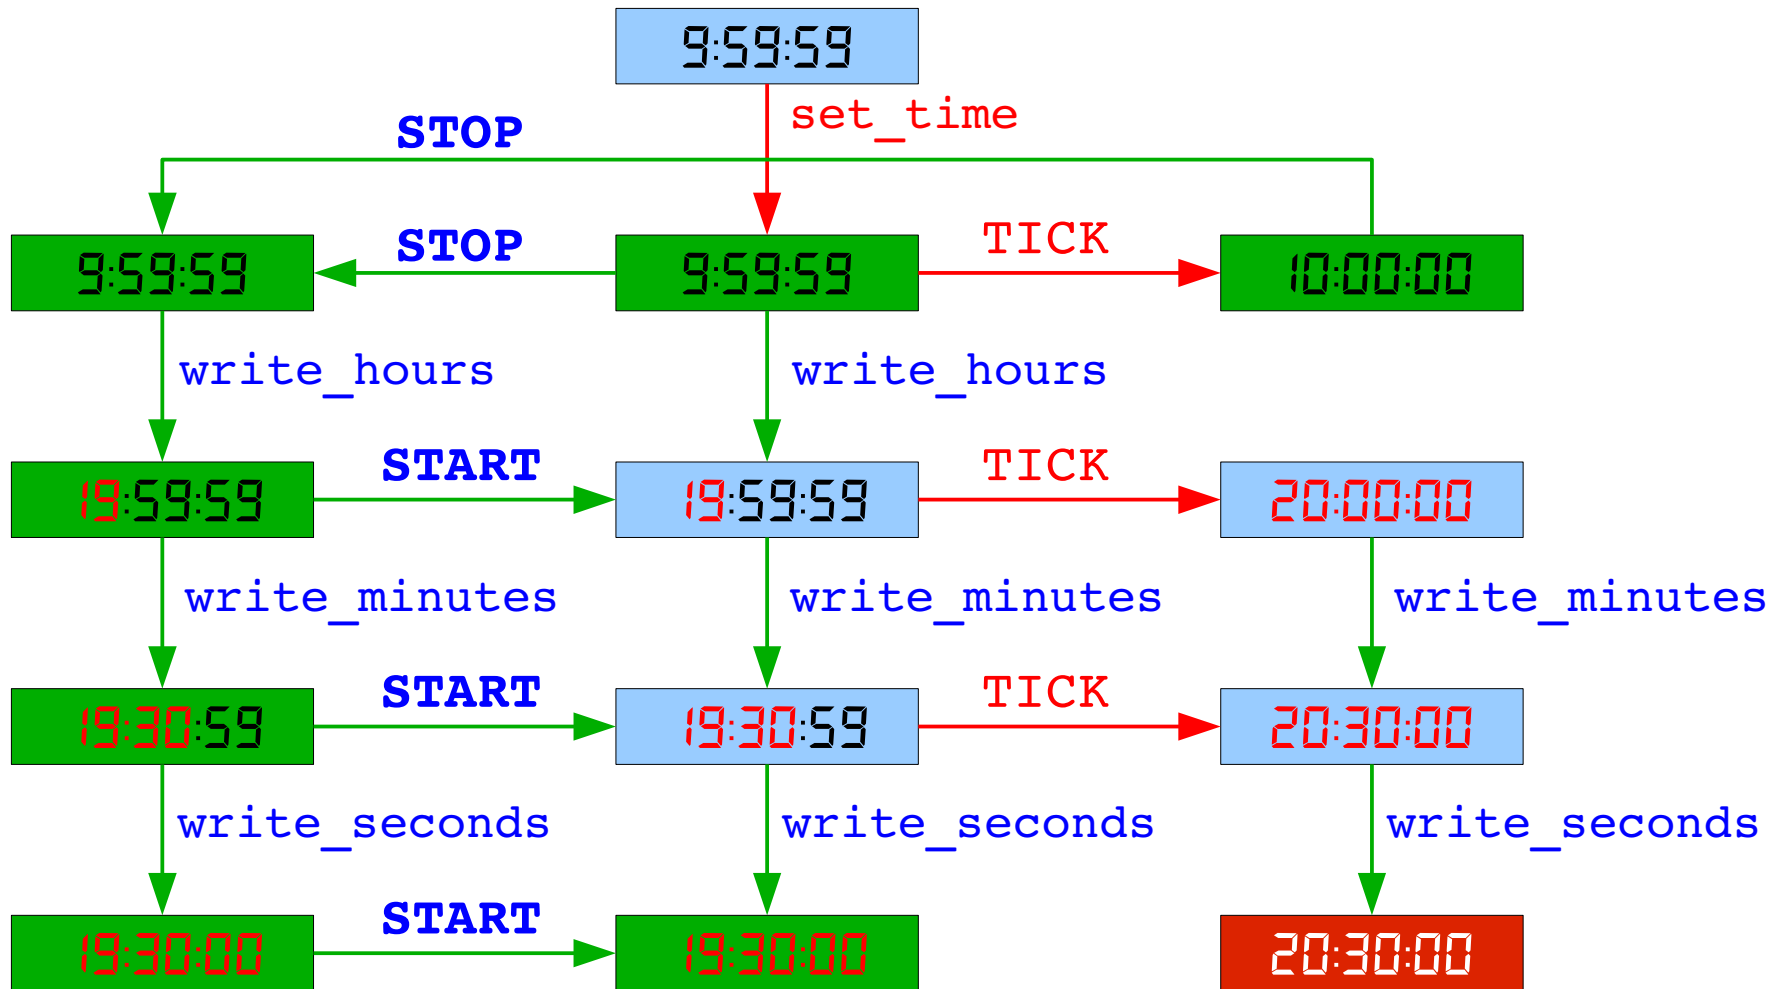 9:59:59
set_time
STOP
STOP
TICK
9:59:59
9:59:59
10:00:00
write_hours
write_hours
START
TICK
19:59:59
19:59:59
20:00:00
write_minutes
write_minutes
write_minutes
START
TICK
19:30:59
19:30:59
20:30:00
write_seconds
write_seconds
write_seconds
START
19:30:00
19:30:00
20:30:00